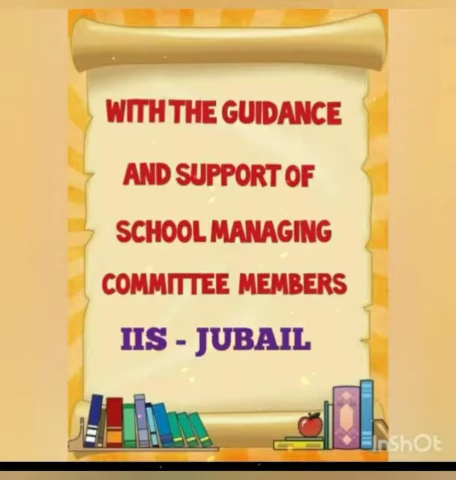 WITH THE GUIDANCE
AND SUPPORT OF
SCHOOL MANAGING
COMMITTEE MEMBERS
IIS - JUBAIL
InShOt